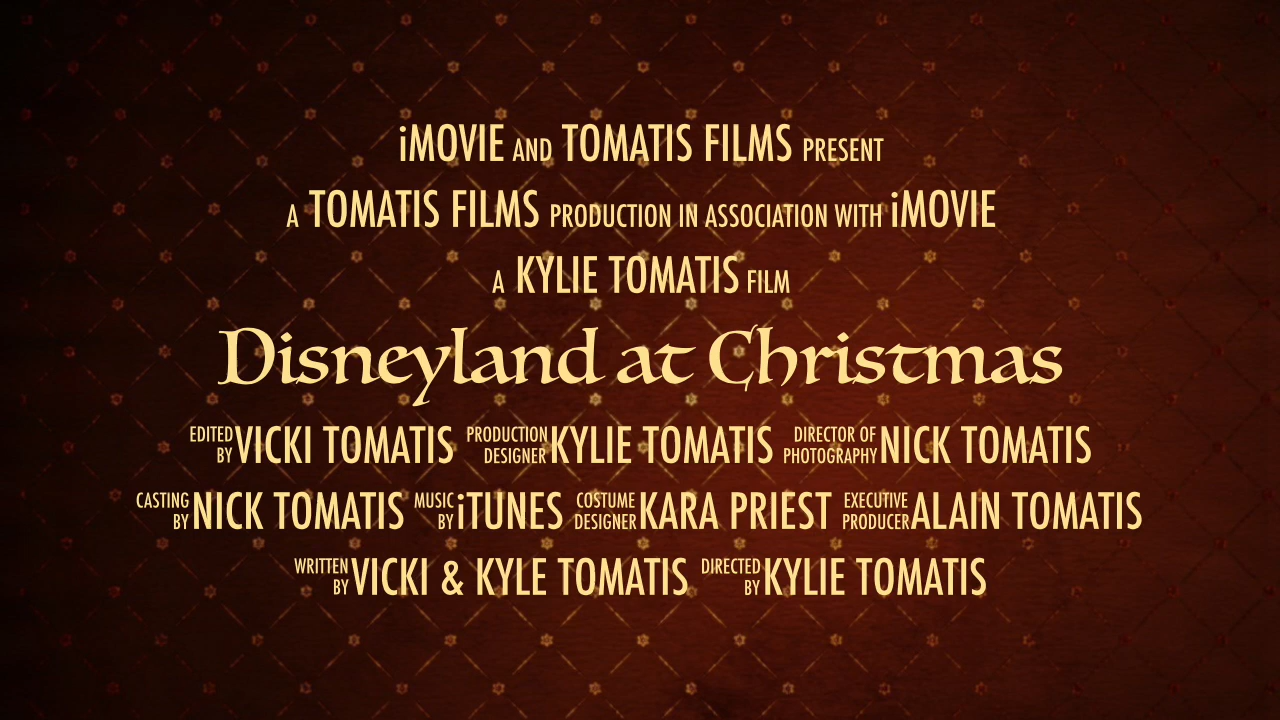 iMOVIE AND TOMATIS FILMS PRESENT
A TOMATIS FILMS PRODUCTION IN ASSOCIATION WITH iMOVIE
A KYLIE TOMATIS FILM
Disneyland at Christmas
EDITED BY VICKI TOMATIS PRODUCTION DESIGNER KYLIE TOMATIS DIRECTOR OF PHOTOGRAPHY NICK TOMATIS
CASTING BY NICK TOMATIS MUSIC BY iTUNES COSTUME DESIGNER KARA PRIEST EXECUTIVE PRODUCER ALAIN TOMATIS
WRITTEN BY VICKI & KYLE TOMATIS DIRECTED BY KYLIE TOMATIS